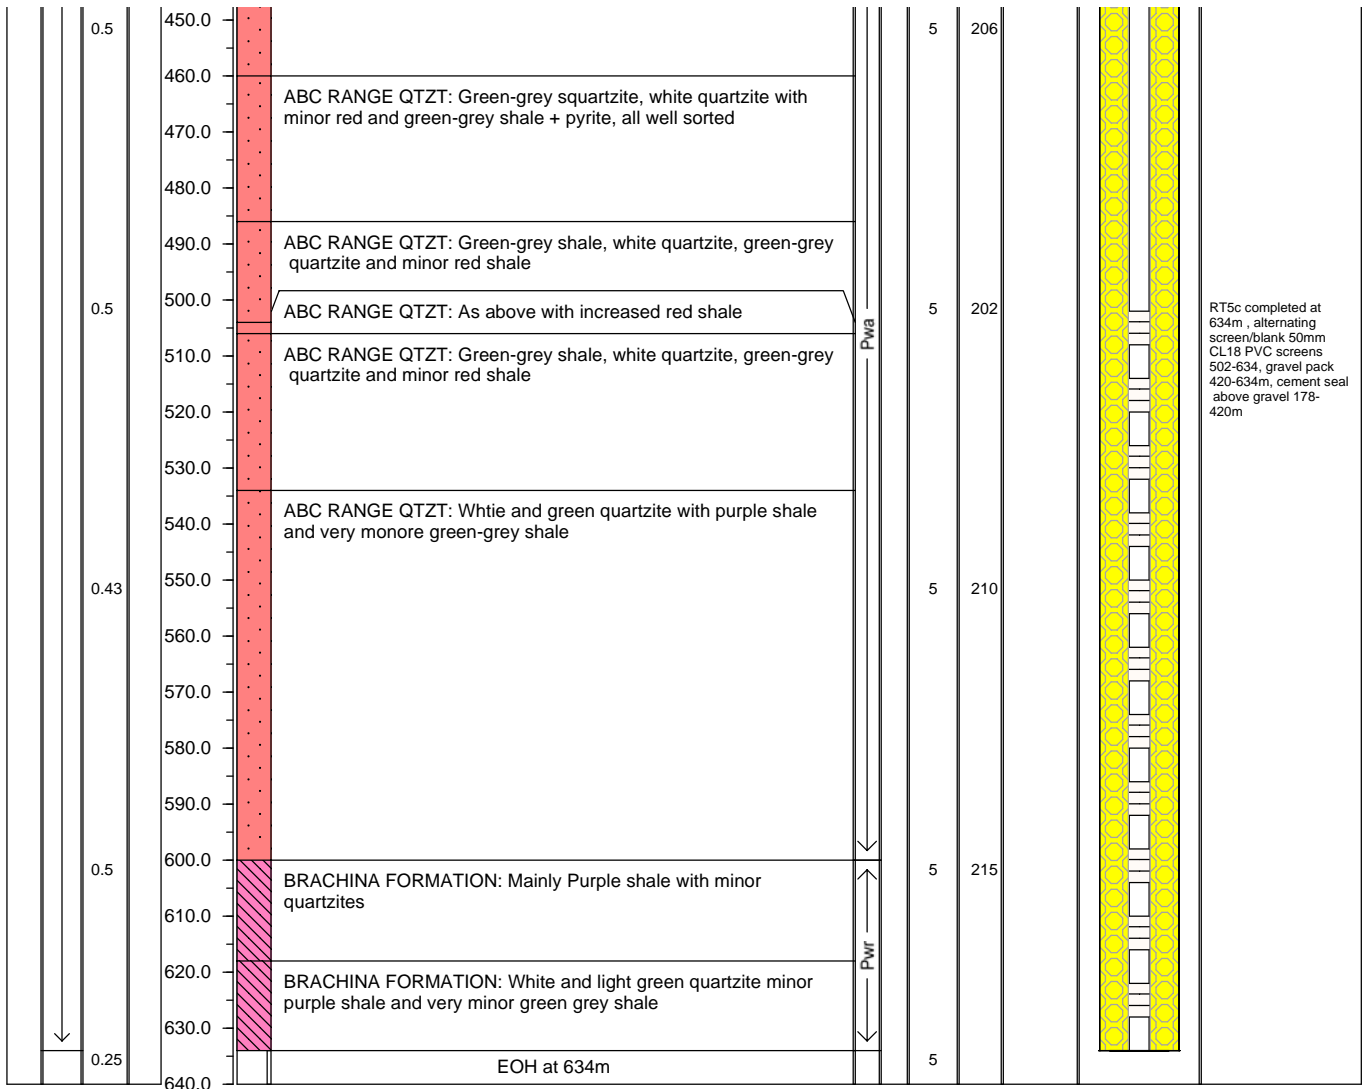 450.0
0.5
5
206
460.0
ABC RANGE QTZT: Green-grey squartzite, white quartzite with
minor red and green-grey shale + pyrite, all well sorted
470.0
480.0
490.0
ABC RANGE QTZT: Green-grey shale, white quartzite, green-grey
quartzite and minor red shale
500.0
0.5
ABC RANGE QTZT: As above with increased red shale
5
202
RT5c completed at
634m , alternating
screen/blank 50mm
CL18 PVC screens
502-634, gravel pack
420-634m, cement seal
above gravel 178-
420m
Pwa
510.0
ABC RANGE QTZT: Green-grey shale, white quartzite, green-grey
quartzite and minor red shale
520.0
530.0
540.0
ABC RANGE QTZT: Whtie and green quartzite with purple shale
and very monore green-grey shale
550.0
0.43
5
210
560.0
570.0
580.0
590.0
600.0
0.5
5
215
BRACHINA FORMATION: Mainly Purple shale with minor
quartzites
610.0
Pwr
620.0
BRACHINA FORMATION: White and light green quartzite minor
purple shale and very minor green grey shale
630.0
0.25
EOH at 634m
5
640.0